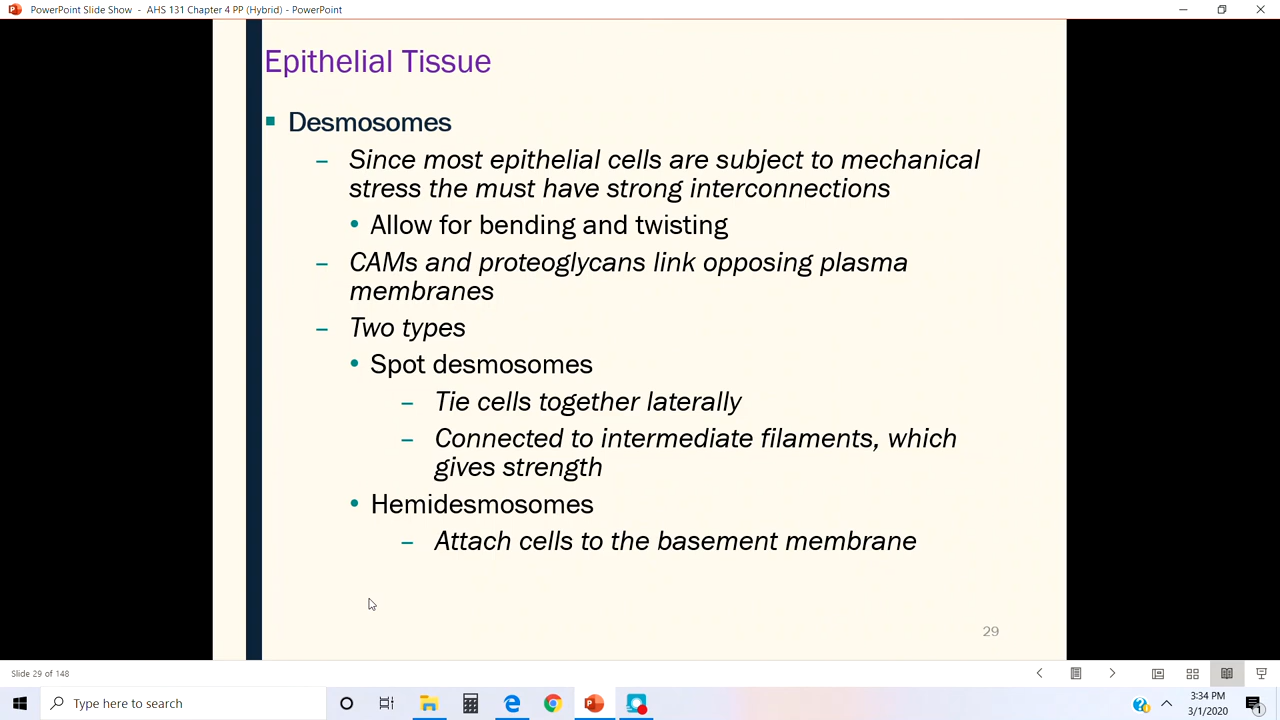 PowerPoint Slide Show - AHS 131 Chapter 4 PP (Hybrid) - PowerPoint
Epithelial Tissue
Desmosomes
– Since most epithelial cells are subject to mechanical
stress the must have strong interconnections
• Allow for bending and twisting
– CAMs and proteoglycans link opposing plasma
membranes
– Two types
• Spot desmosomes
– Tie cells together laterally
– Connected to intermediate filaments, which
gives strength
• Hemidesmosomes
– Attach cells to the basement membrane
29
Slide 29 of 148
Type here to search
3:34 PM
3/1/2020
1